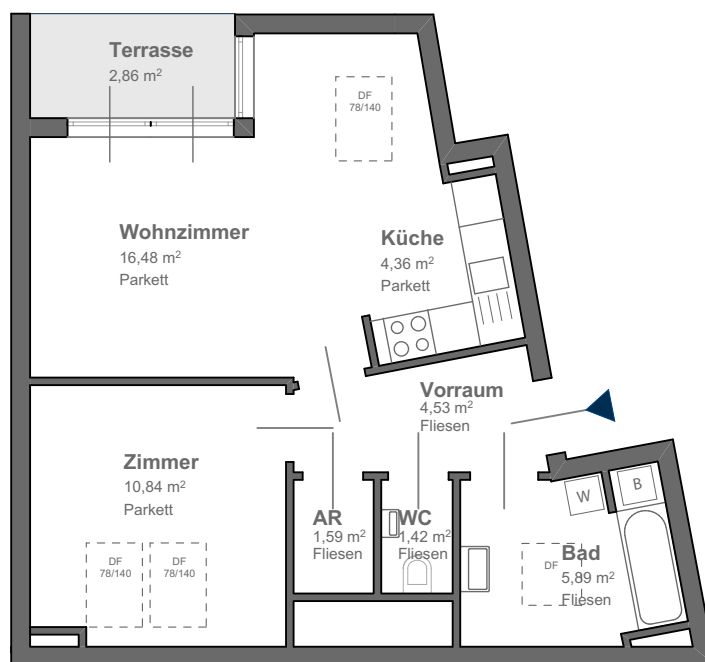 Terrasse
2,86 m²
DF
78/140
Wohnzimmer
16,48 m²
Parkett
Küche
4,36 m²
Parkett
Vorraum
4,53 m²
Fliesen
Zimmer
10,84 m²
Parkett
DF
78/140
DF
78/140
AR
1,59 m²
Fliesen
WC
1,42 m²
Fliesen
W
B
DF
Bad
5,89 m²
Fliesen